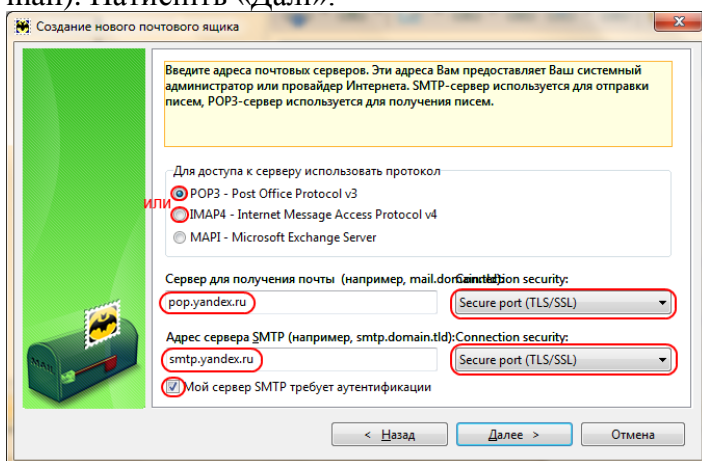 Натисніть «Далі».
Создание нового почтового ящика
Введите адреса почтовых серверов. Эти адреса Вам предоставляет Ваш системный
администратор или провайдер Интернета. SMTP-сервер используется для отправки
писем, POP3-сервер используется для получения писем.
Для доступа к серверу использовать протокол
POP3 - Post Office Protocol v3
или
IMAP4 - Internet Message Access Protocol v4
MAPI - Microsoft Exchange Server
Сервер для получения почты (например, mail.domain.tld):
Connection security:
pop.yandex.ru
Secure port (TLS/SSL)
Адрес сервера SMTP (например, smtp.domain.tld):
Connection security:
smtp.yandex.ru
Secure port (TLS/SSL)
Мой сервер SMTP требует аутентификации
< Назад
Далее >
Отмена
MAIL